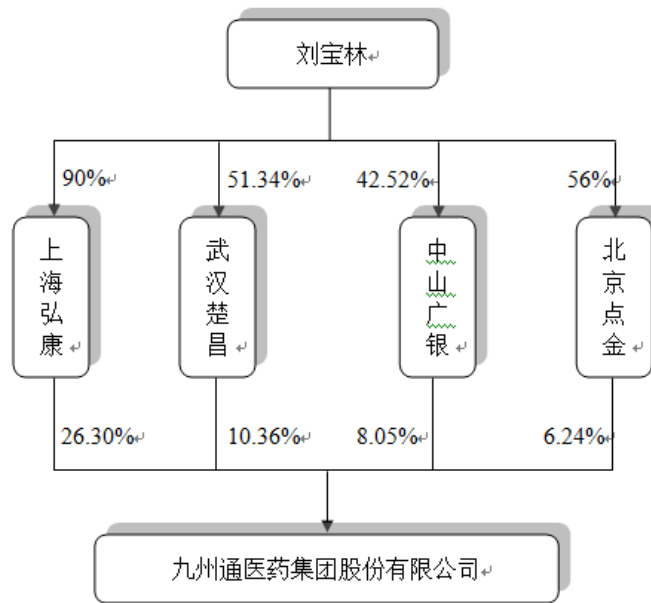 刘宝林
90%
51.34%
42.52%
56%
上海弘康
武汉楚昌
中山广银
北京点金
26.30%
10.36%
8.05%
6.24%
九州通医药集团股份有限公司